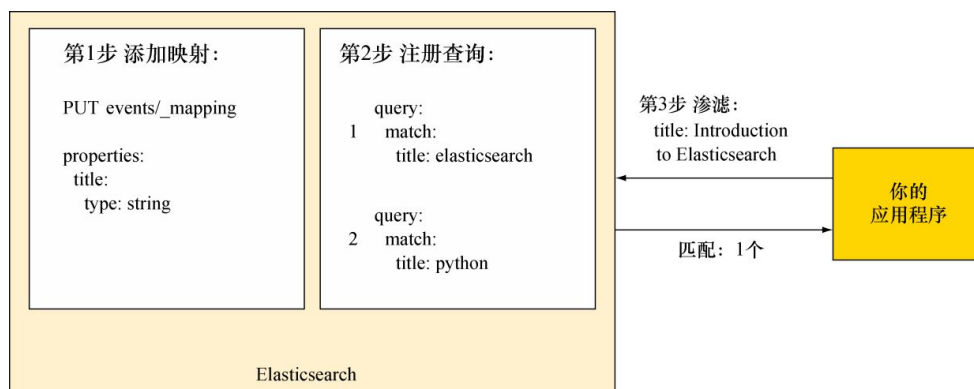 第1步 添加映射：
PUT events/_mapping
properties:
title:
type: string
第2步 注册查询：
query:
1 match:
title: elasticsearch
query:
2 match:
title: python
Elasticsearch
第3步 渗滤：
title: Introduction
to Elasticsearch
匹配：1个
你的
应用程序